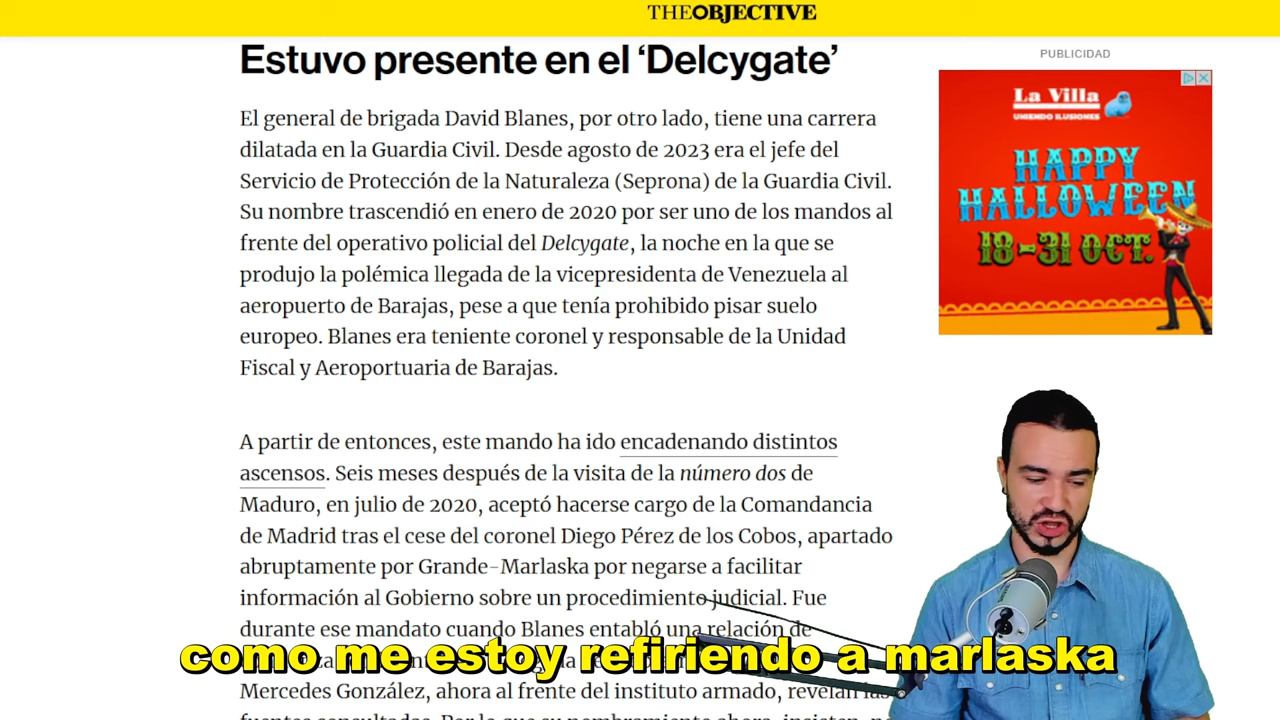 THEOBJECTIVE
Estuvo presente en el ‘Delcygate’
PUBLICIDAD
La Villa
UNIENDO ILUSIONES
HAPPY
HALLOWEEN
18-31 OCT.
El general de brigada David Blanes, por otro lado, tiene una carrera
dilatada en la Guardia Civil. Desde agosto de 2023 era el jefe del
Servicio de Protección de la Naturaleza (Seprona) de la Guardia Civil.
Su nombre trascendió en enero de 2020 por ser uno de los mandos al
frente del operativo policial del Delcygate, la noche en la que se
produjo la polémica llegada de la vicepresidenta de Venezuela al
aeropuerto de Barajas, pese a que tenía prohibido pisar suelo
europeo. Blanes era teniente coronel y responsable de la Unidad
Fiscal y Aeroportuaria de Barajas.
A partir de entonces, este mando ha ido encadenando distintos
ascensos. Seis meses después de la visita de la número dos de
Maduro, en julio de 2020, aceptó hacerse cargo de la Comandancia
de Madrid tras el cese del coronel Diego Pérez de los Cobos, apartado
abruptamente por Grande-Marlaska por negarse a facilitar
información al Gobierno sobre un procedimiento judicial. Fue
durante ese mandato cuando Blanes entabló una relación de
como me estoy refiriendo a marlaska
Mercedes González, ahora al frente del instituto armado, revelan las